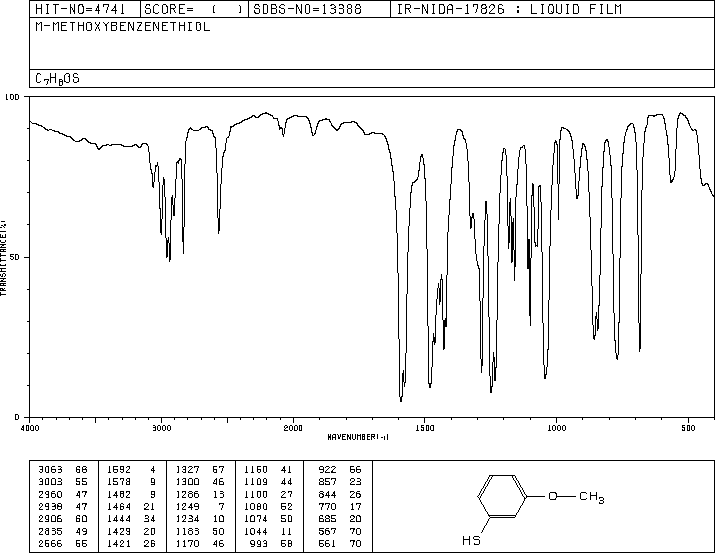 HIT-NO=4741 SCORE= ( ) SDBS-NO=13388 IR-NIDA-17826 : LIQUID FILM
M-METHOXYBENZENETHIOL
C7H8OS
100
50
0
TRANSMITTANCE(%)
4000 3000 2000 1500 1000 500
WAVENUMBER(-1)
3063 68 1592 4 1327 57 1160 41 922 66
3003 55 1578 9 1300 46 1109 44 857 23
2960 47 1482 9 1286 13 1100 27 844 26
2938 47 1464 21 1249 7 1080 52 770 17
2906 60 1444 34 1234 10 1074 50 685 20
2835 49 1429 20 1183 50 1044 11 567 70
2566 55 1421 26 1170 46 993 58 561 70
O CH3
HS